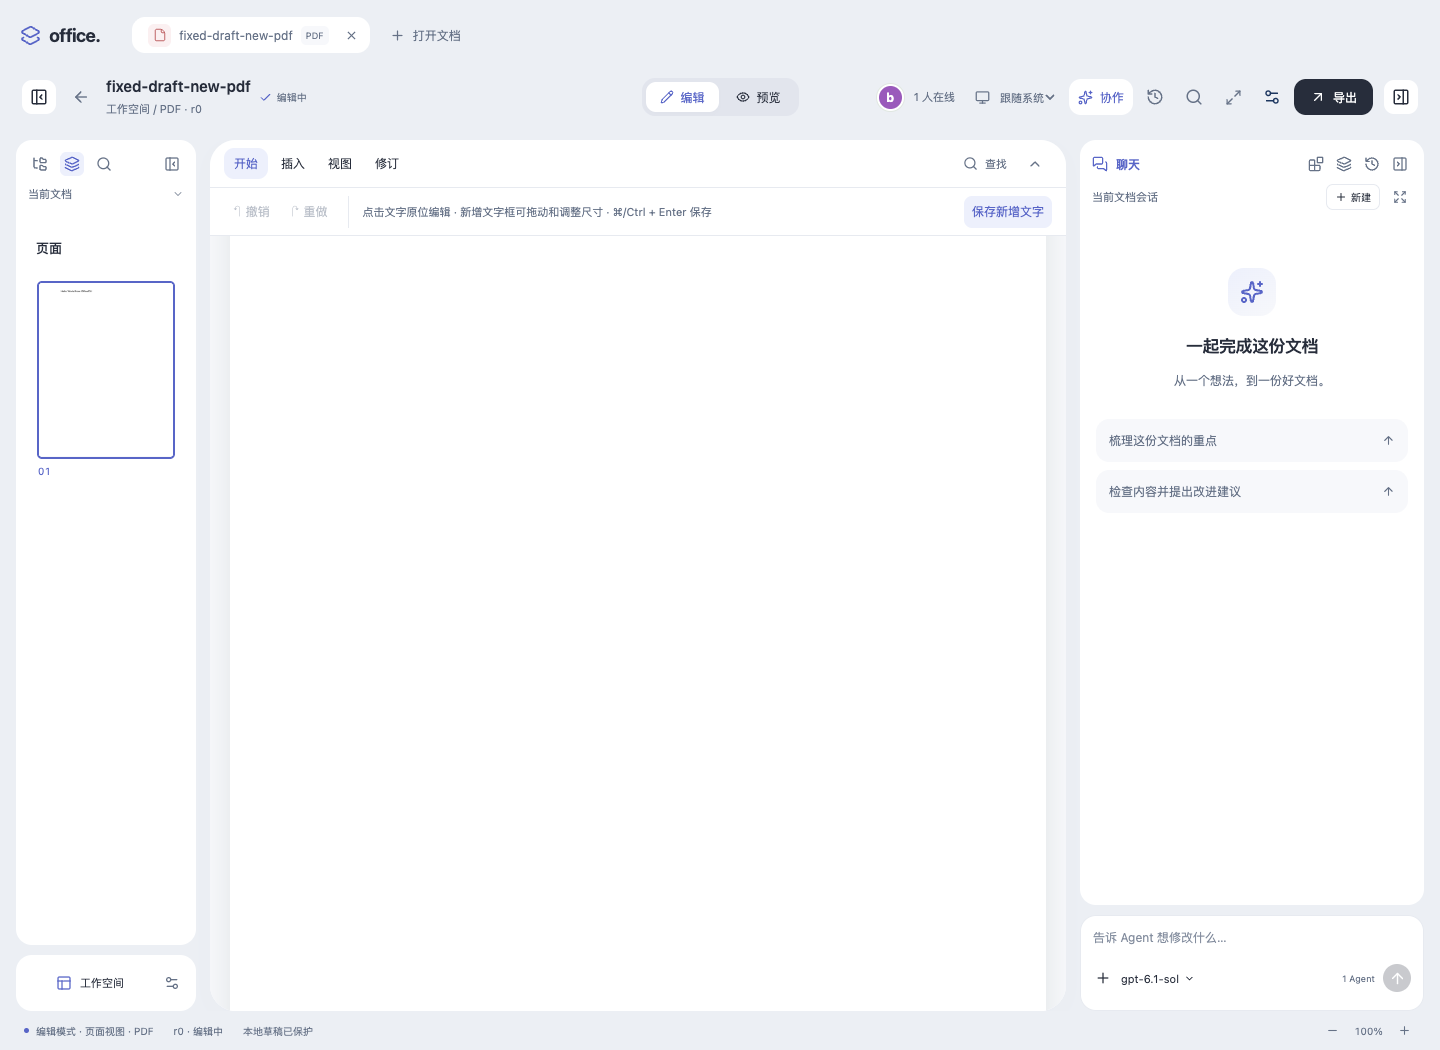 office.
fixed-draft-new-pdf PDF
打开文档
fixed-draft-new-pdf
编辑中
工作空间 / PDF · r0
编辑
预览
b
1 人在线
跟随系统
协作
导出
当前文档
页面
01
工作空间
开始 插入 视图 修订
查找
撤销 重做
点击文字原位编辑 · 新增文字框可拖动和调整尺寸 · ⌘/Ctrl + Enter 保存
保存新增文字
聊天
当前文档会话
新建
一起完成这份文档
从一个想法，到一份好文档。
梳理这份文档的重点
检查内容并提出改进建议
告诉 Agent 想修改什么...
gpt-6.1-sol
1 Agent
编辑模式 · 页面视图 · PDF
r0 · 编辑中
本地草稿已保护
100%